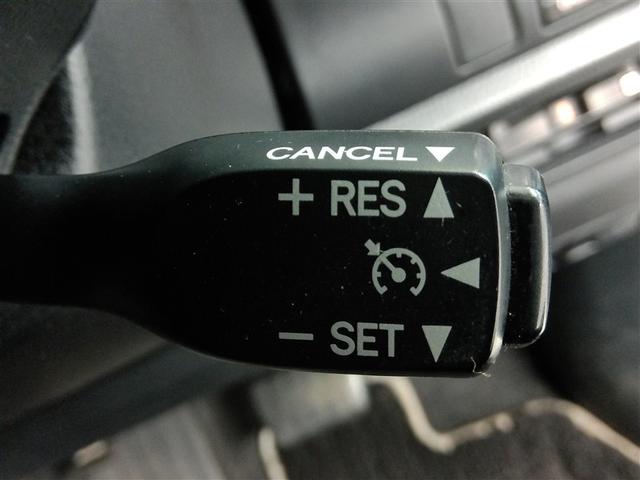 CANCEL ▼
+ RES ▲
◀
− SET ▼